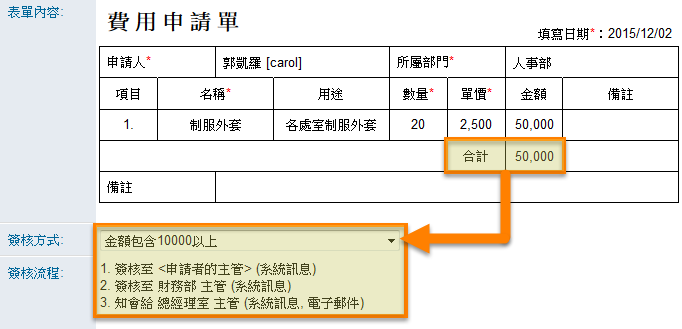 表單內容:
費用申請單
填寫日期*：2015/12/02
申請人* 郭凱羅 [carol] 所屬部門* 人事部
項目 名稱* 用途 數量* 單價* 金額 備註
1. 制服外套 各處室制服外套 20 2,500 50,000
合計 50,000
備註
簽核方式: 金額包含10000以上
簽核流程: 1. 簽核至 <申請者的主管> (系統訊息)
2. 簽核至 財務部 主管 (系統訊息)
3. 知會給 總經理室 主管 (系統訊息, 電子郵件)